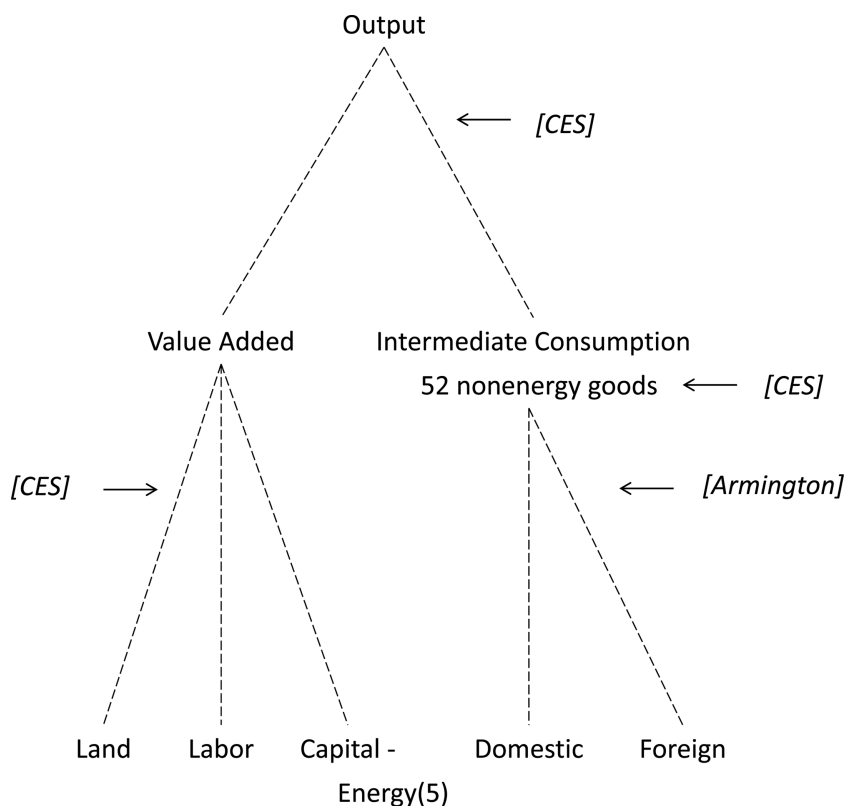 Output
[CES]
Value Added
Intermediate Consumption
52 nonenergy goods
[CES]
[CES]
[Armington]
Land
Labor
Capital -
Energy(5)
Domestic
Foreign